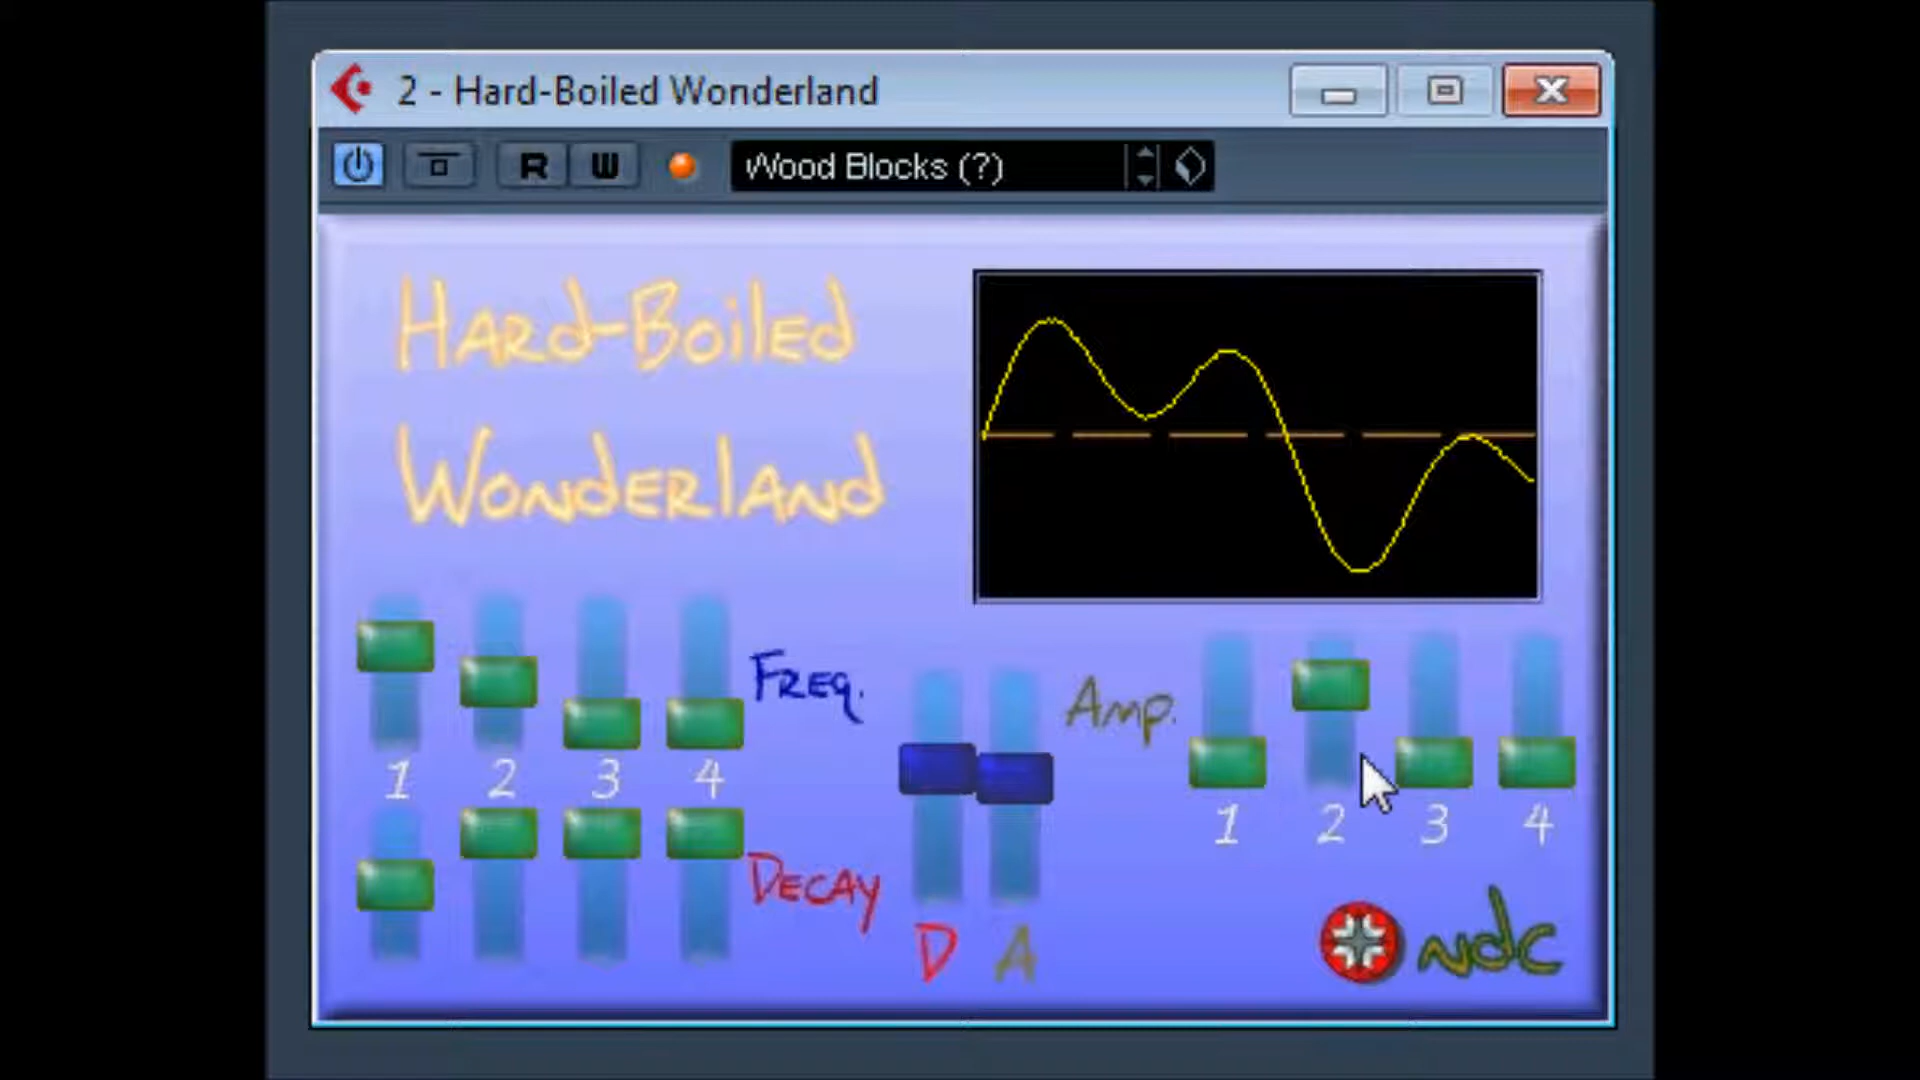 2 - Hard-Boiled Wonderland
R W Wood Blocks (?)
Hard-Boiled
Wonderland
Freq.
1 2 3 4
Amp.
1 2 3 4
Decay
D A
ndc